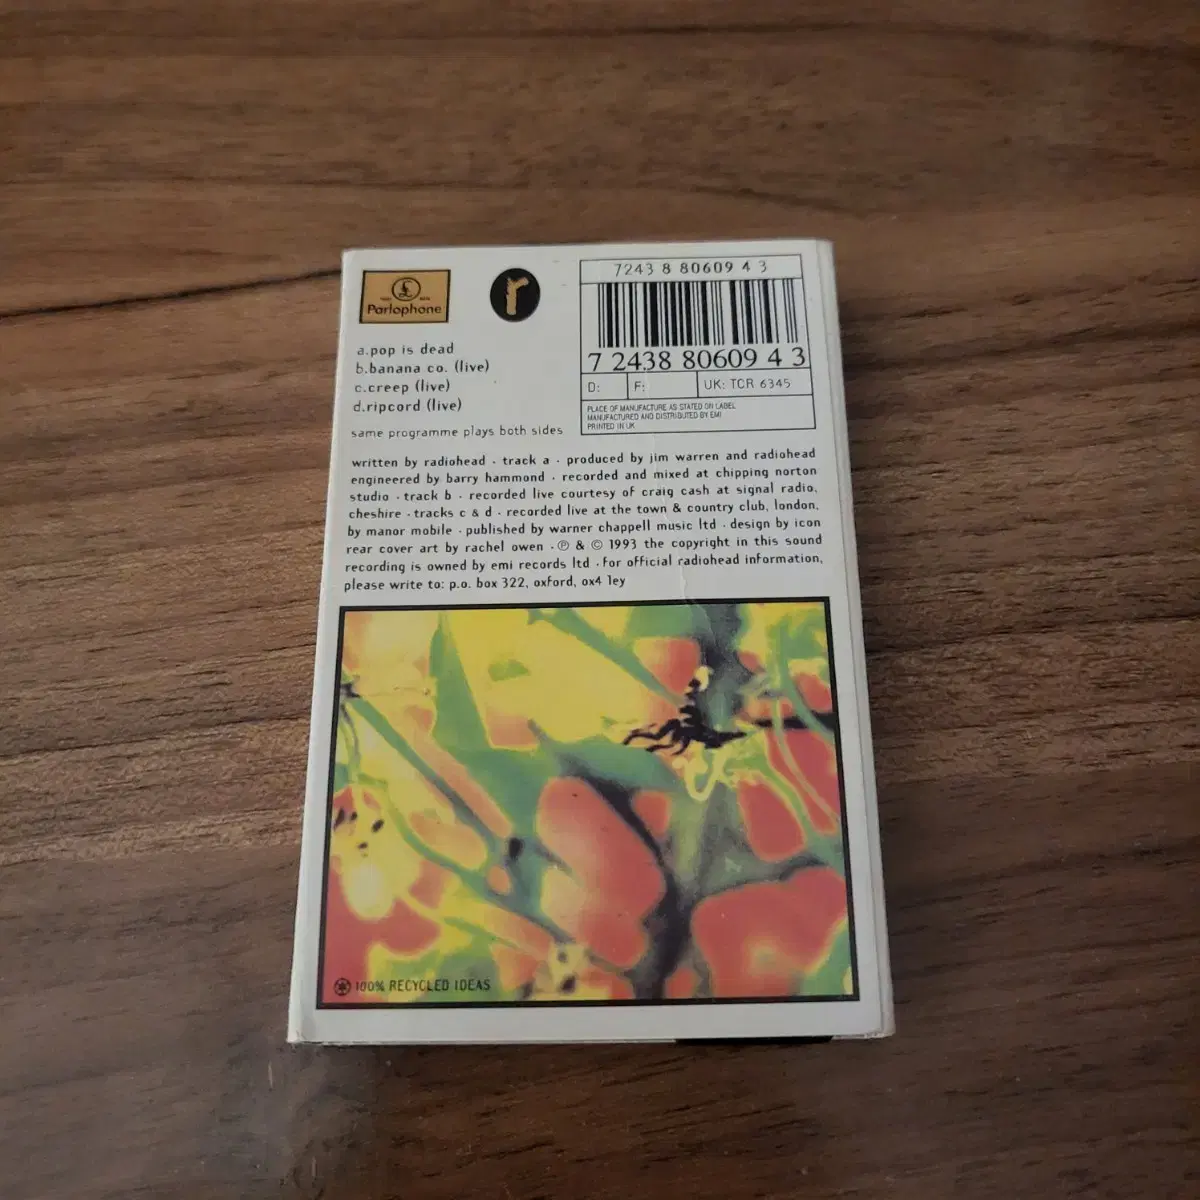 Parlophone
r
a.pop is dead
b.banana co. (live)
c.creep (live)
d.ripcord (live)
same programme plays both sides
7243 8 80609 4 3
7 2438 80609 4 3
D:
F:
UK: TCR 6345
PLACE OF MANUFACTURE AS STATED ON LABEL
MANUFACTURED AND DISTRIBUTED BY EMI
PRINTED IN UK
written by radiohead · track a · produced by jim warren and radiohead
engineered by barry hammond · recorded and mixed at chipping norton
studio · track b · recorded live courtesy of craig cash at signal radio,
cheshire · tracks c & d · recorded live at the town & country club, london,
by manor mobile · published by warner chappell music ltd · design by icon
rear cover art by rachel owen · ℗ & © 1993 the copyright in this sound
recording is owned by emi records ltd · for official radiohead information,
please write to: p.o. box 322, oxford, ox4 1ey
100% RECYCLED IDEAS